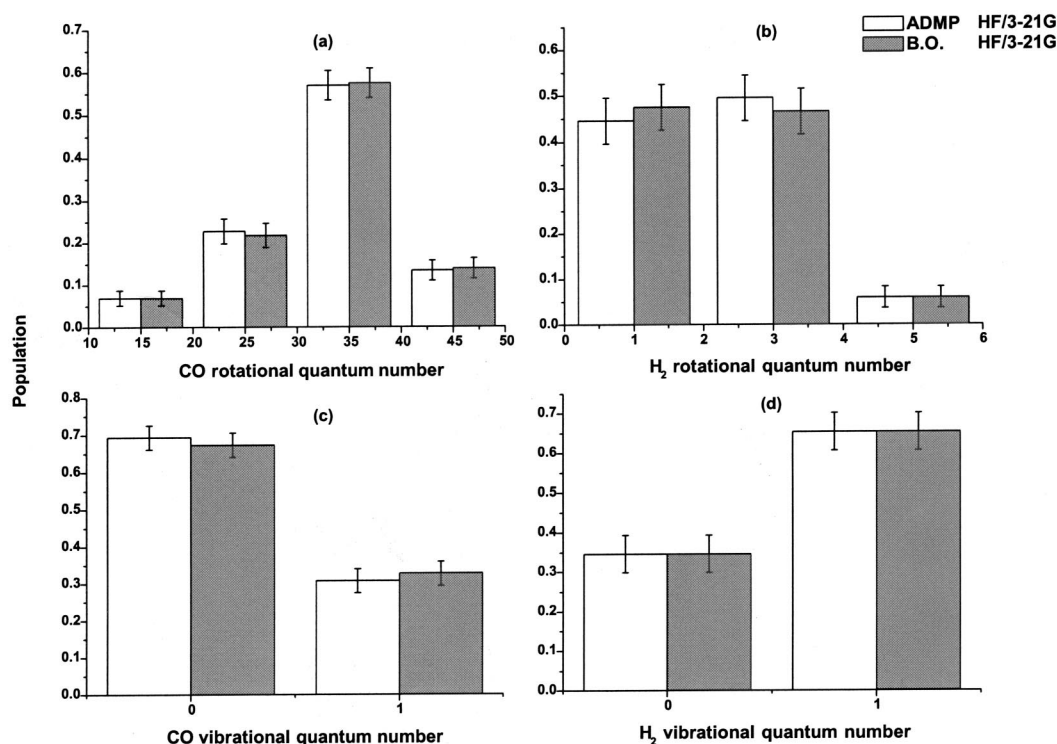 ADMP HF/3-21G
B.O. HF/3-21G
Population
(a)
0.7
0.6
0.5
0.4
0.3
0.2
0.1
0.0
10 15 20 25 30 35 40 45 50
CO rotational quantum number
(b)
0.6
0.5
0.4
0.3
0.2
0.1
0.0
0 1 2 3 4 5 6
H₂ rotational quantum number
(c)
0.8
0.7
0.6
0.5
0.4
0.3
0.2
0.1
0.0
0 1
CO vibrational quantum number
(d)
0.7
0.6
0.5
0.4
0.3
0.2
0.1
0.0
0 1
H₂ vibrational quantum number